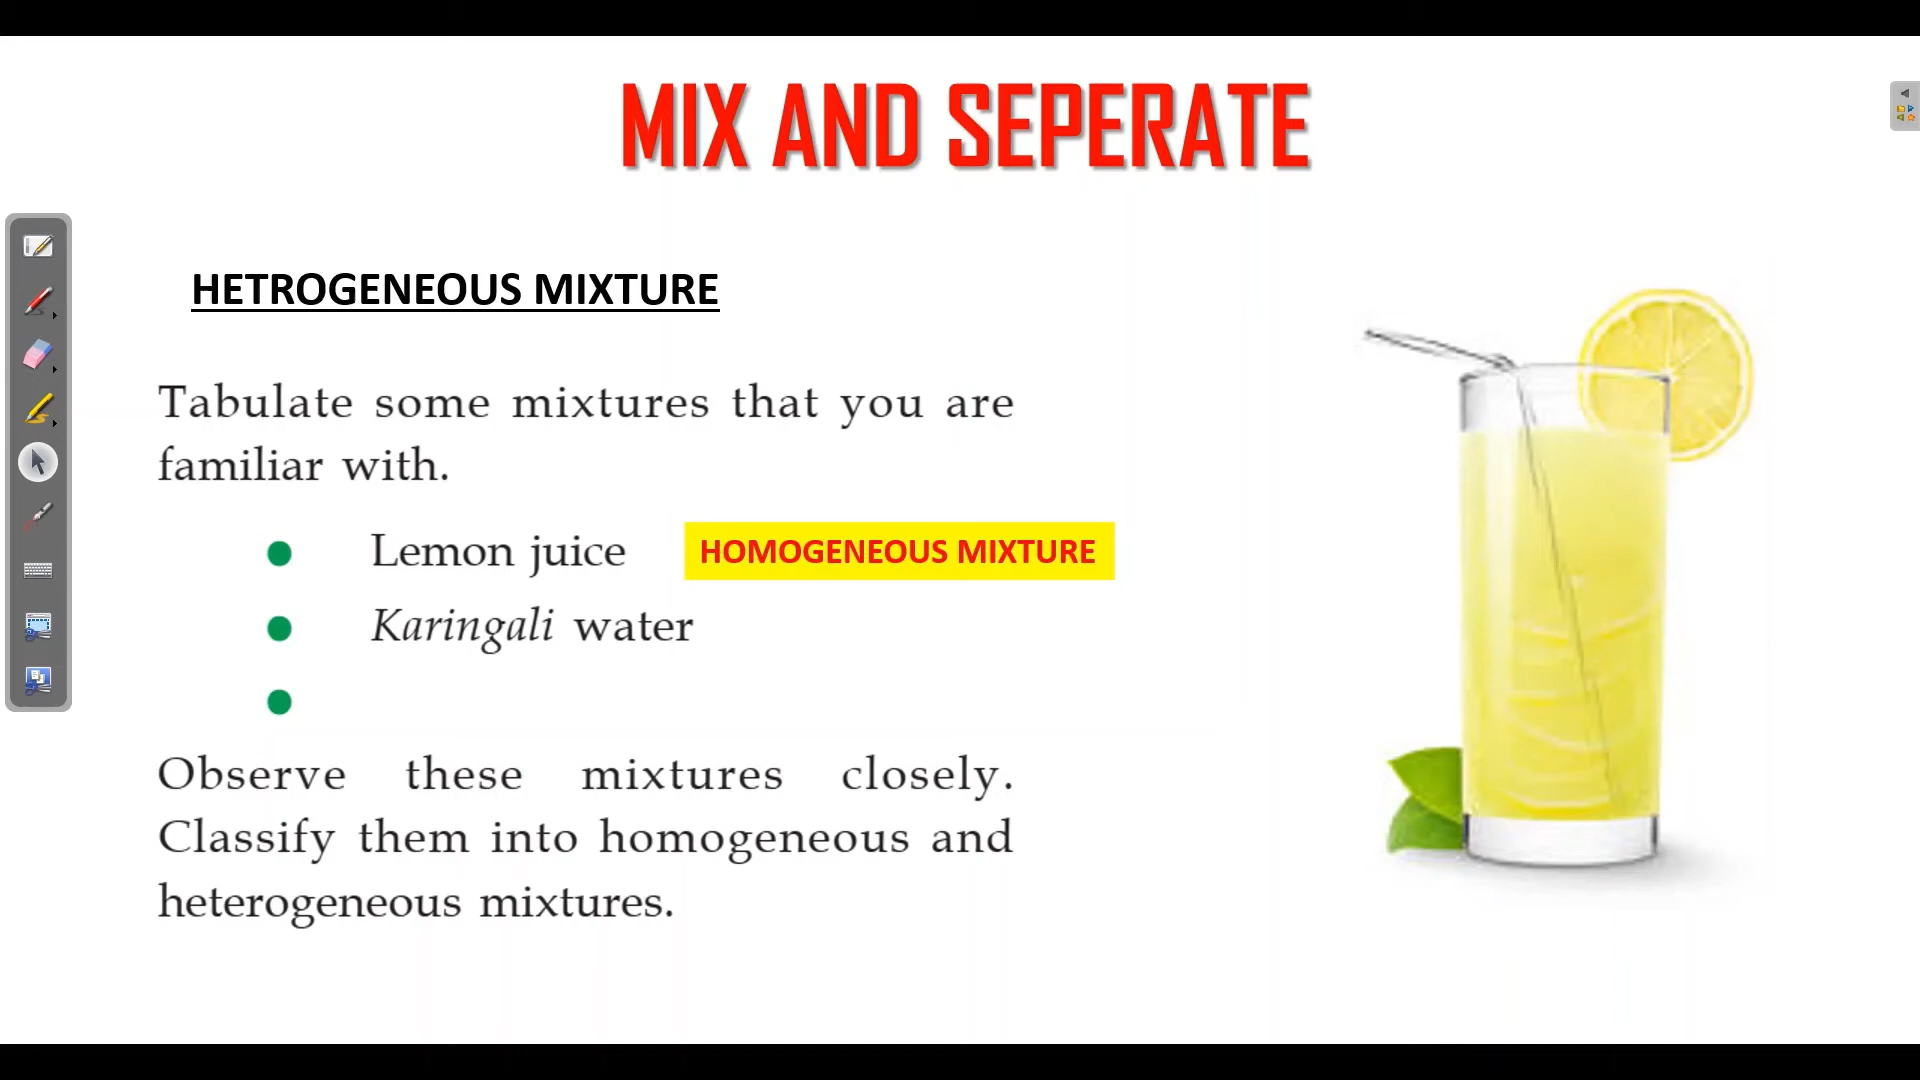 MIX AND SEPERATE
HETROGENEOUS MIXTURE
Tabulate some mixtures that you are
familiar with.
Lemon juice HOMOGENEOUS MIXTURE
Karingali water
Observe these mixtures closely.
Classify them into homogeneous and
heterogeneous mixtures.